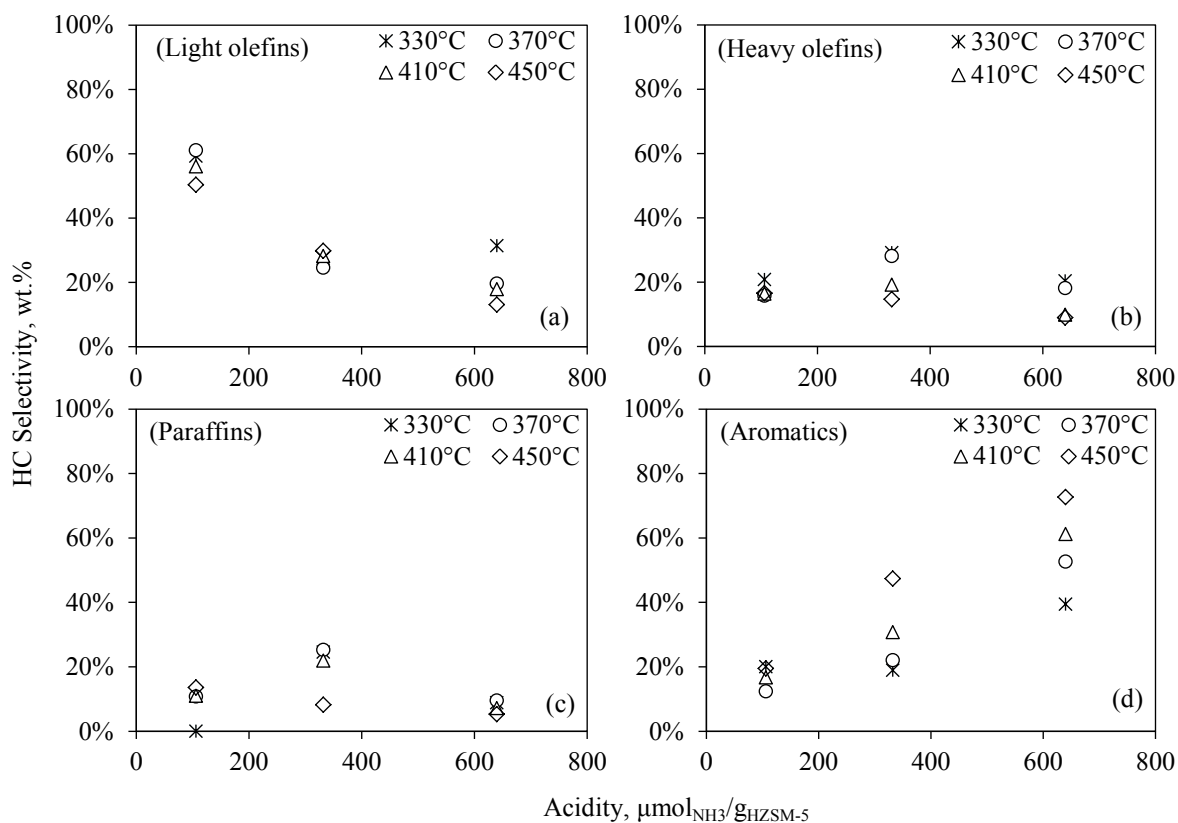 HC Selectivity, wt.%
100%
80%
60%
40%
20%
0%
(Light olefins)
330°C 370°C
410°C 450°C
(a)
0 200 400 600 800
100%
80%
60%
40%
20%
0%
(Heavy olefins)
330°C 370°C
410°C 450°C
(b)
0 200 400 600 800
100%
80%
60%
40%
20%
0%
(Paraffins)
330°C 370°C
410°C 450°C
(c)
0 200 400 600 800
100%
80%
60%
40%
20%
0%
(Aromatics)
330°C 370°C
410°C 450°C
(d)
0 200 400 600 800
Acidity, μmolNH3/gHZSM-5